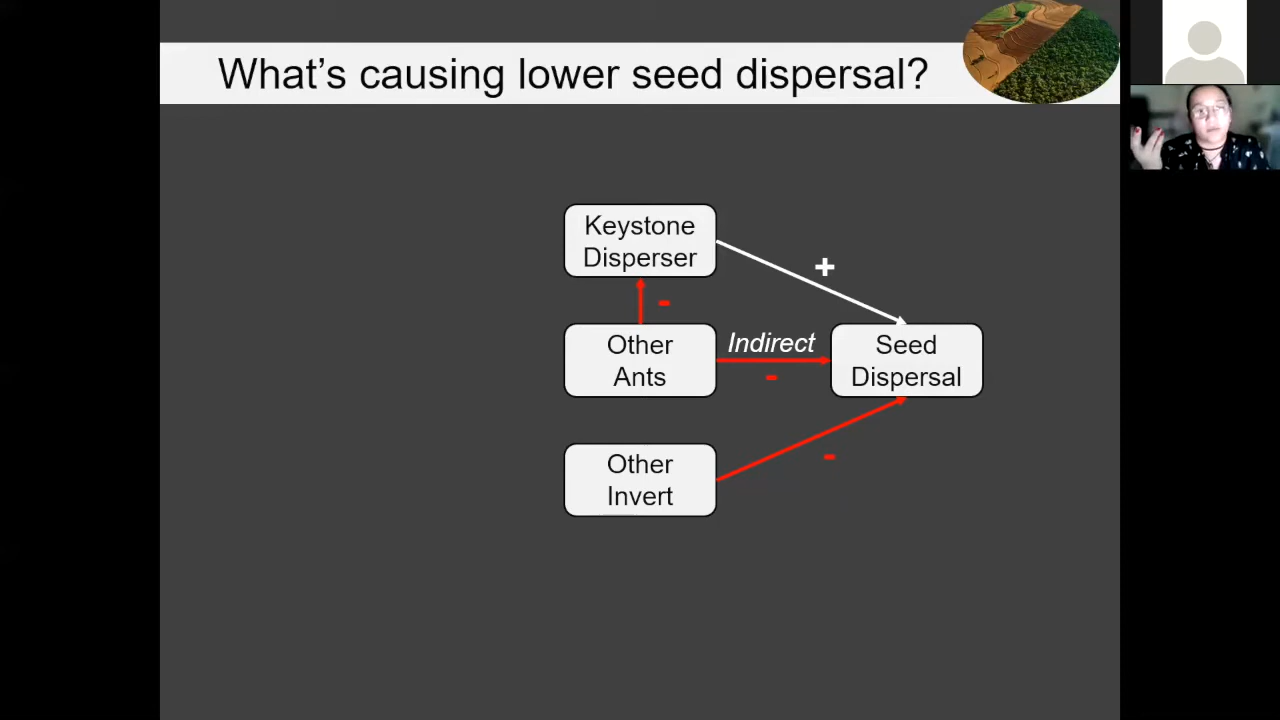 What's causing lower seed dispersal?
Keystone
Disperser
+
-
Other
Ants
Indirect
-
Seed
Dispersal
-
Other
Invert